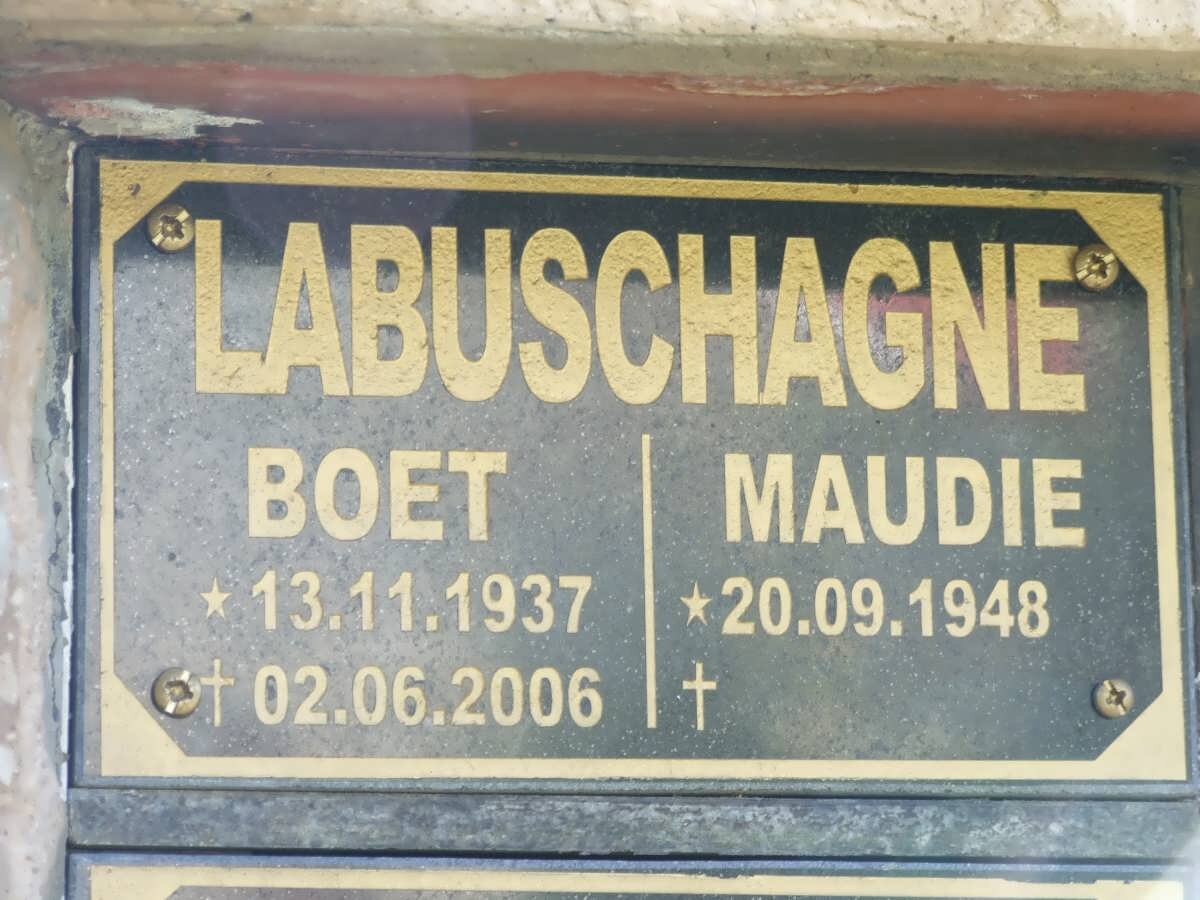 LABUSCHAGNE
BOET
★ 13.11.1937
✝ 02.06.2006
MAUDIE
★ 20.09.1948
✝